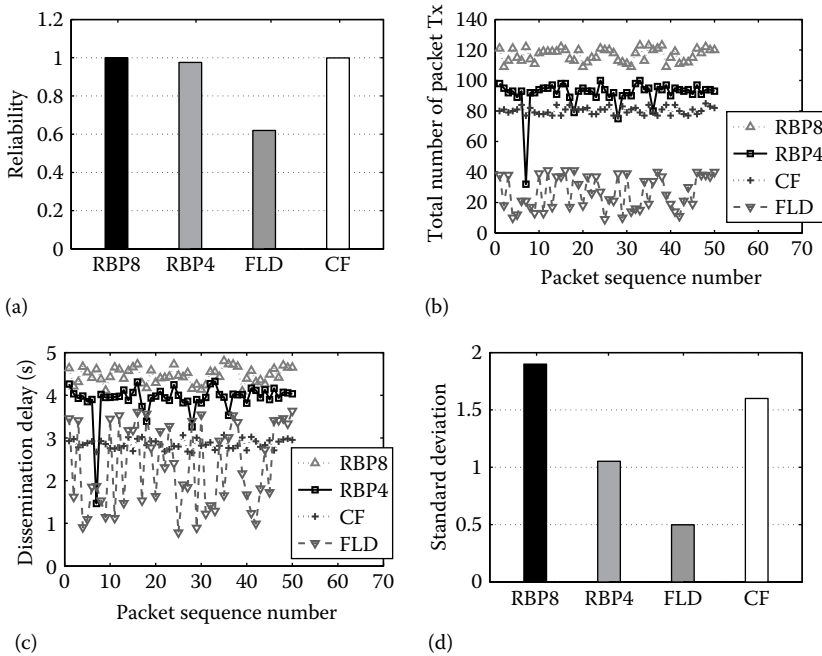 1.2
1
0.8
0.6
0.4
0.2
0
Reliability
RBP8 RBP4 FLD CF
(a)
140
120
100
80
60
40
20
0
Total number of packet Tx
RBP8
RBP4
CF
FLD
0 10 20 30 40 50 60 70
Packet sequence number
(b)
5
4
3
2
1
0
Dissemination delay (s)
RBP8
RBP4
CF
FLD
0 10 20 30 40 50 60 70
Packet sequence number
(c)
2
1.5
1
0.5
0
Standard deviation
RBP8 RBP4 FLD CF
(d)